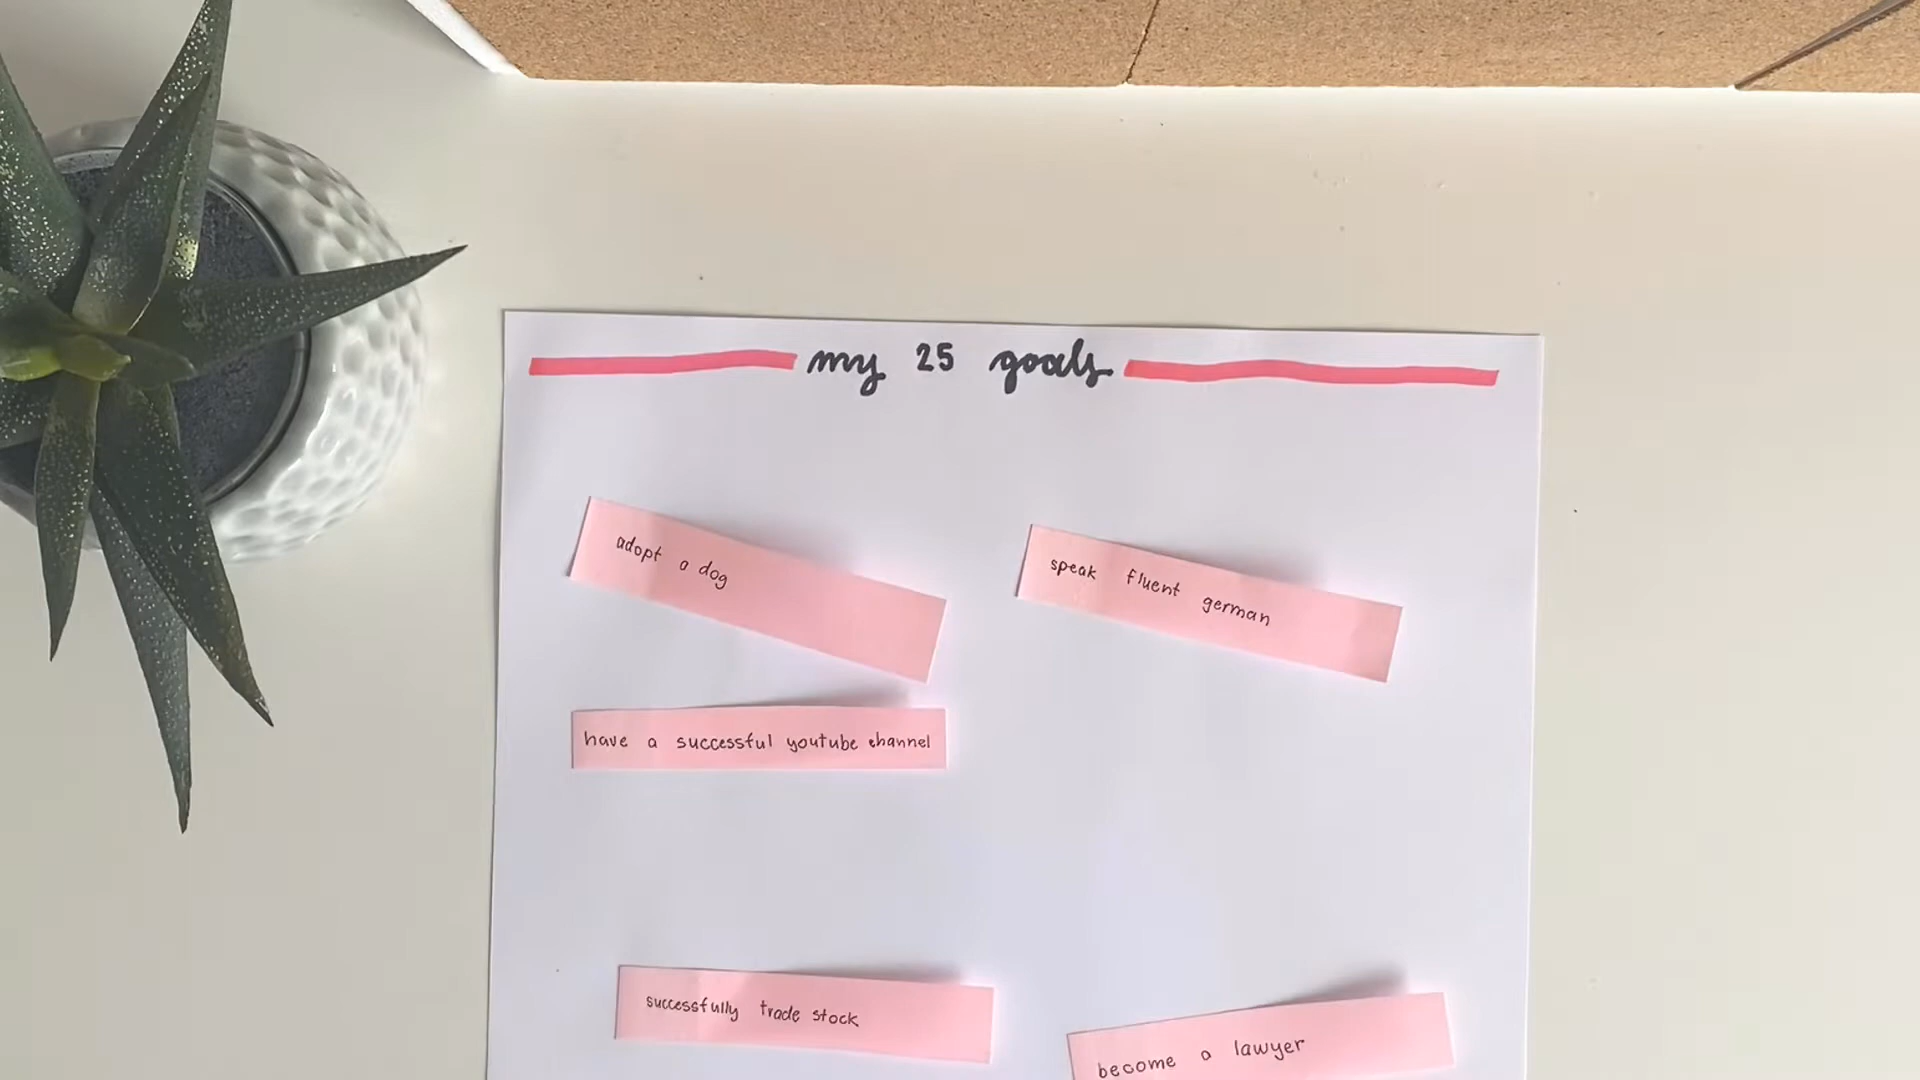 my 25 goals
adopt a dog
speak fluent german
have a successful youtube channel
successfully trade stock
become a lawyer